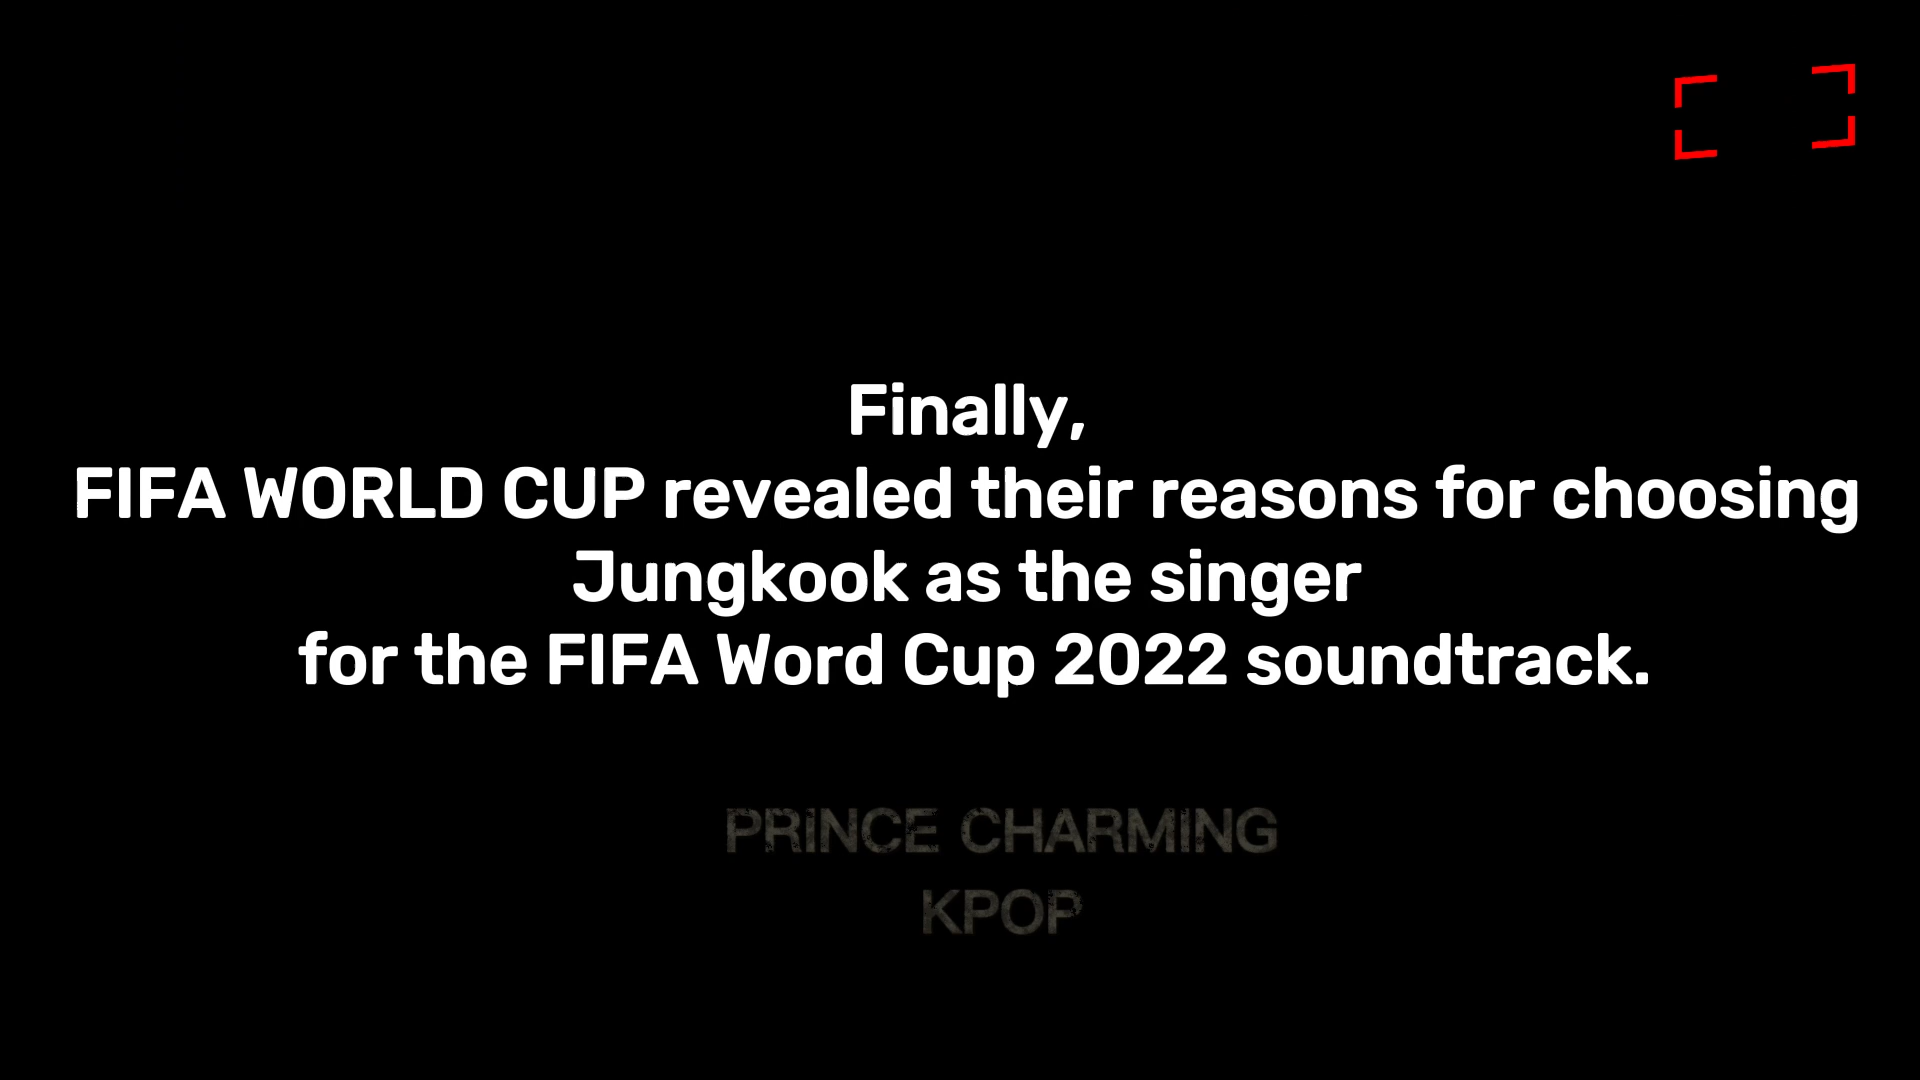 Finally,
FIFA WORLD CUP revealed their reasons for choosing
Jungkook as the singer
for the FIFA Word Cup 2022 soundtrack.
PRINCE CHARMING
KPOP